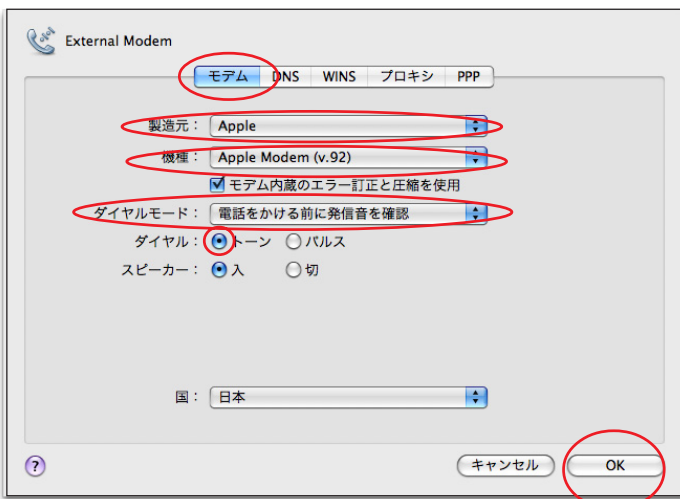 External Modem
モデム DNS WINS プロキシ PPP
製造元： Apple
機種： Apple Modem (v.92)
モデム内蔵のエラー訂正と圧縮を使用
ダイヤルモード： 電話をかける前に発信音を確認
ダイヤル： トーン パルス
スピーカー： 入 切
国： 日本
? キャンセル OK